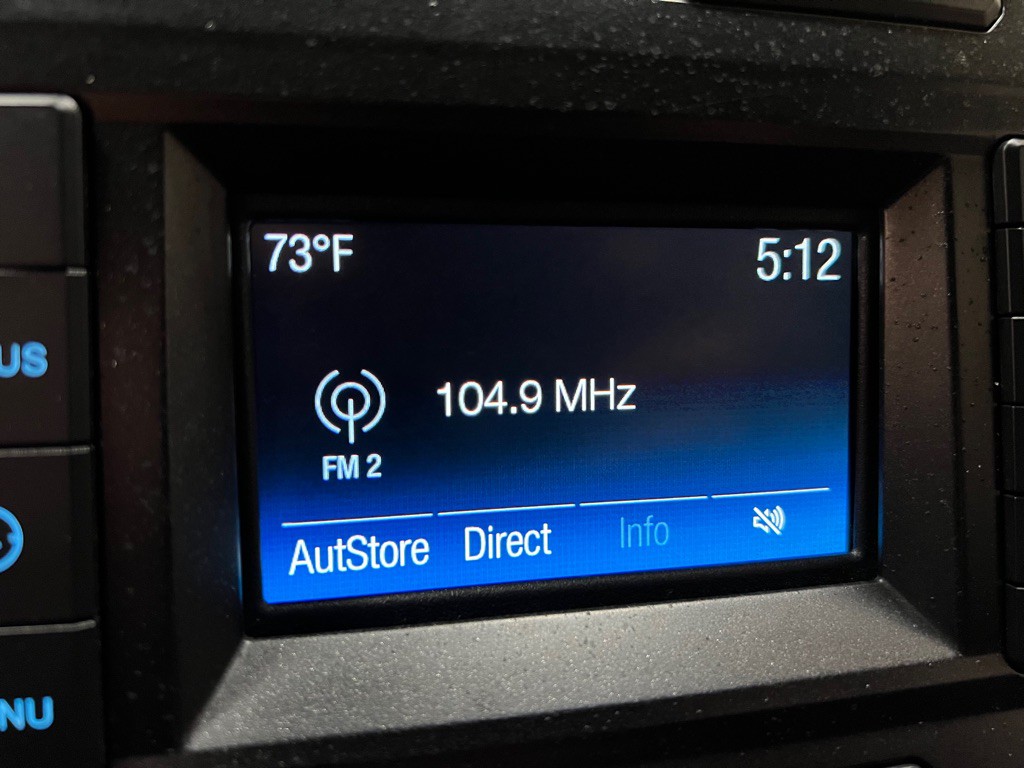 73°F
5:12
104.9 MHz
FM 2
AutStore Direct Info
US
NU